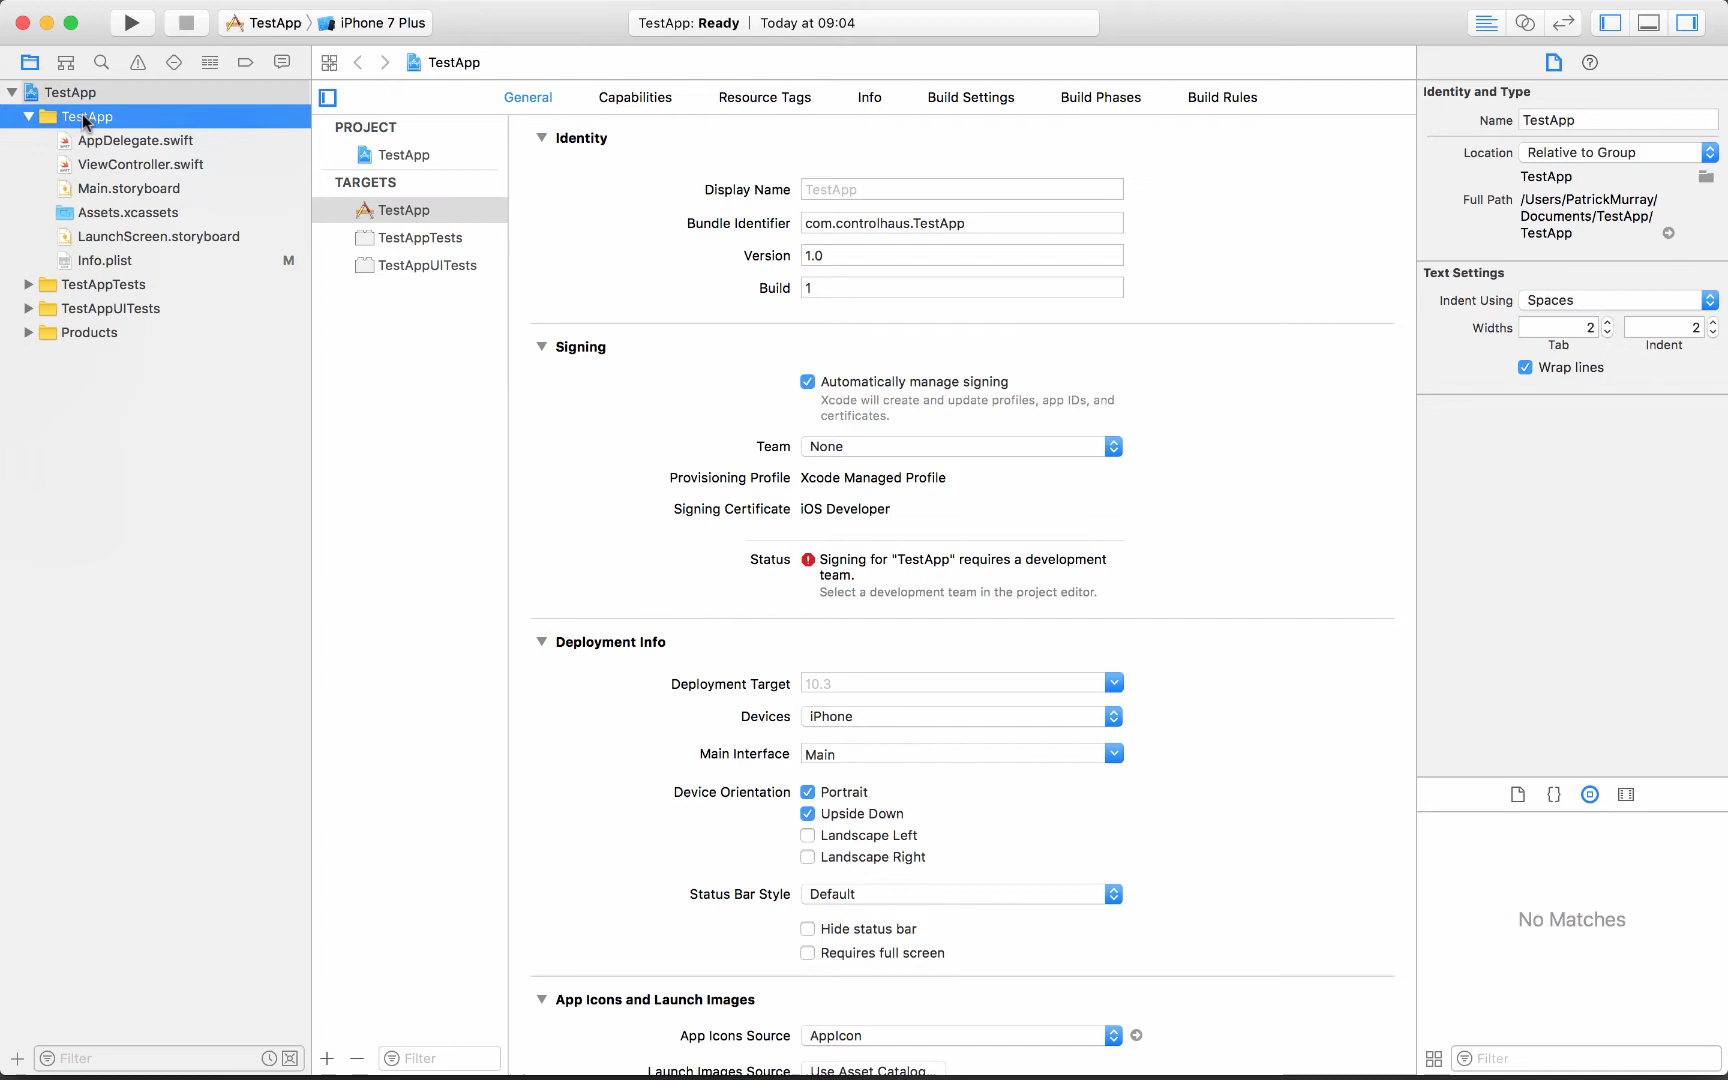 TestApp
iPhone 7 Plus
TestApp: Ready
Today at 09:04
TestApp
TestApp
TestApp
AppDelegate.swift
ViewController.swift
Main.storyboard
Assets.xcassets
LaunchScreen.storyboard
Info.plist M
TestAppTests
TestAppUITests
Products
Filter
General
Capabilities
Resource Tags
Info
Build Settings
Build Phases
Build Rules
PROJECT
TestApp
TARGETS
TestApp
TestAppTests
TestAppUITests
Filter
Identity
Display Name TestApp
Bundle Identifier com.controlhaus.TestApp
Version 1.0
Build 1
Signing
Automatically manage signing
Xcode will create and update profiles, app IDs, and
certificates.
Team None
Provisioning Profile Xcode Managed Profile
Signing Certificate iOS Developer
Status Signing for "TestApp" requires a development
team.
Select a development team in the project editor.
Deployment Info
Deployment Target 10.3
Devices iPhone
Main Interface Main
Device Orientation Portrait
Upside Down
Landscape Left
Landscape Right
Status Bar Style Default
Hide status bar
Requires full screen
App Icons and Launch Images
App Icons Source AppIcon
Launch Images Source Use Asset Catalog...
Identity and Type
Name TestApp
Location Relative to Group
TestApp
Full Path /Users/PatrickMurray/
Documents/TestApp/
TestApp
Text Settings
Indent Using Spaces
Widths 2 2
Tab Indent
Wrap lines
No Matches
Filter